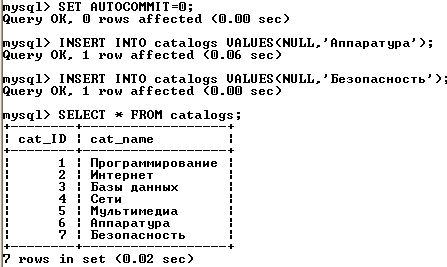 mysql> SET AUTOCOMMIT=0;
Query OK, 0 rows affected (0.00 sec)
mysql> INSERT INTO catalogs VALUES(NULL,'Аппаратура');
Query OK, 1 row affected (0.06 sec)
mysql> INSERT INTO catalogs VALUES(NULL,'Безопасность');
Query OK, 1 row affected (0.00 sec)
mysql> SELECT * FROM catalogs;
+--------+------------------+
| cat_ID | cat_name |
+--------+------------------+
| 1 | Программирование |
| 2 | Интернет |
| 3 | Базы данных |
| 4 | Сети |
| 5 | Мультимедиа |
| 6 | Аппаратура |
| 7 | Безопасность |
+--------+------------------+
7 rows in set (0.02 sec)